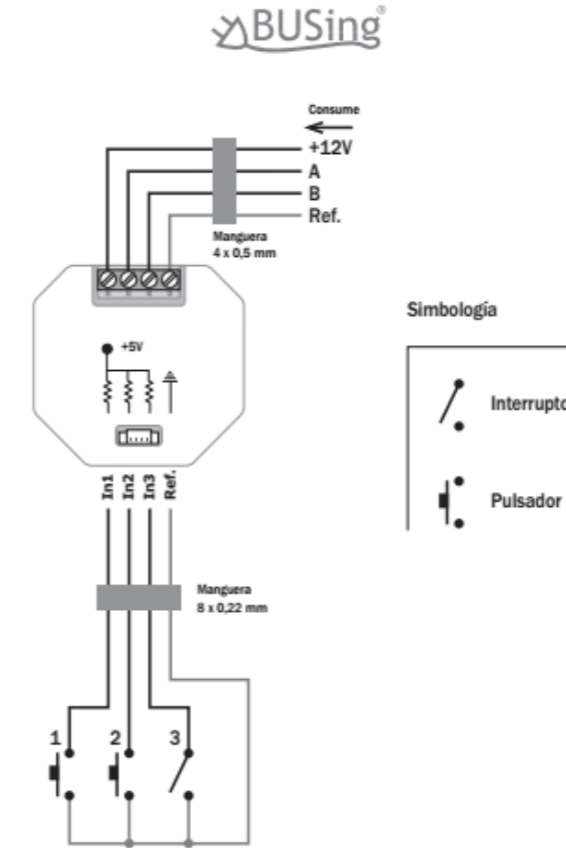 BUSing®
Consume
+12V
A
B
Ref.
Manguera
4 x 0,5 mm
+5V
In1 In2 In3 Ref.
Manguera
8 x 0,22 mm
1 2 3
Simbología
Interrupto
Pulsador